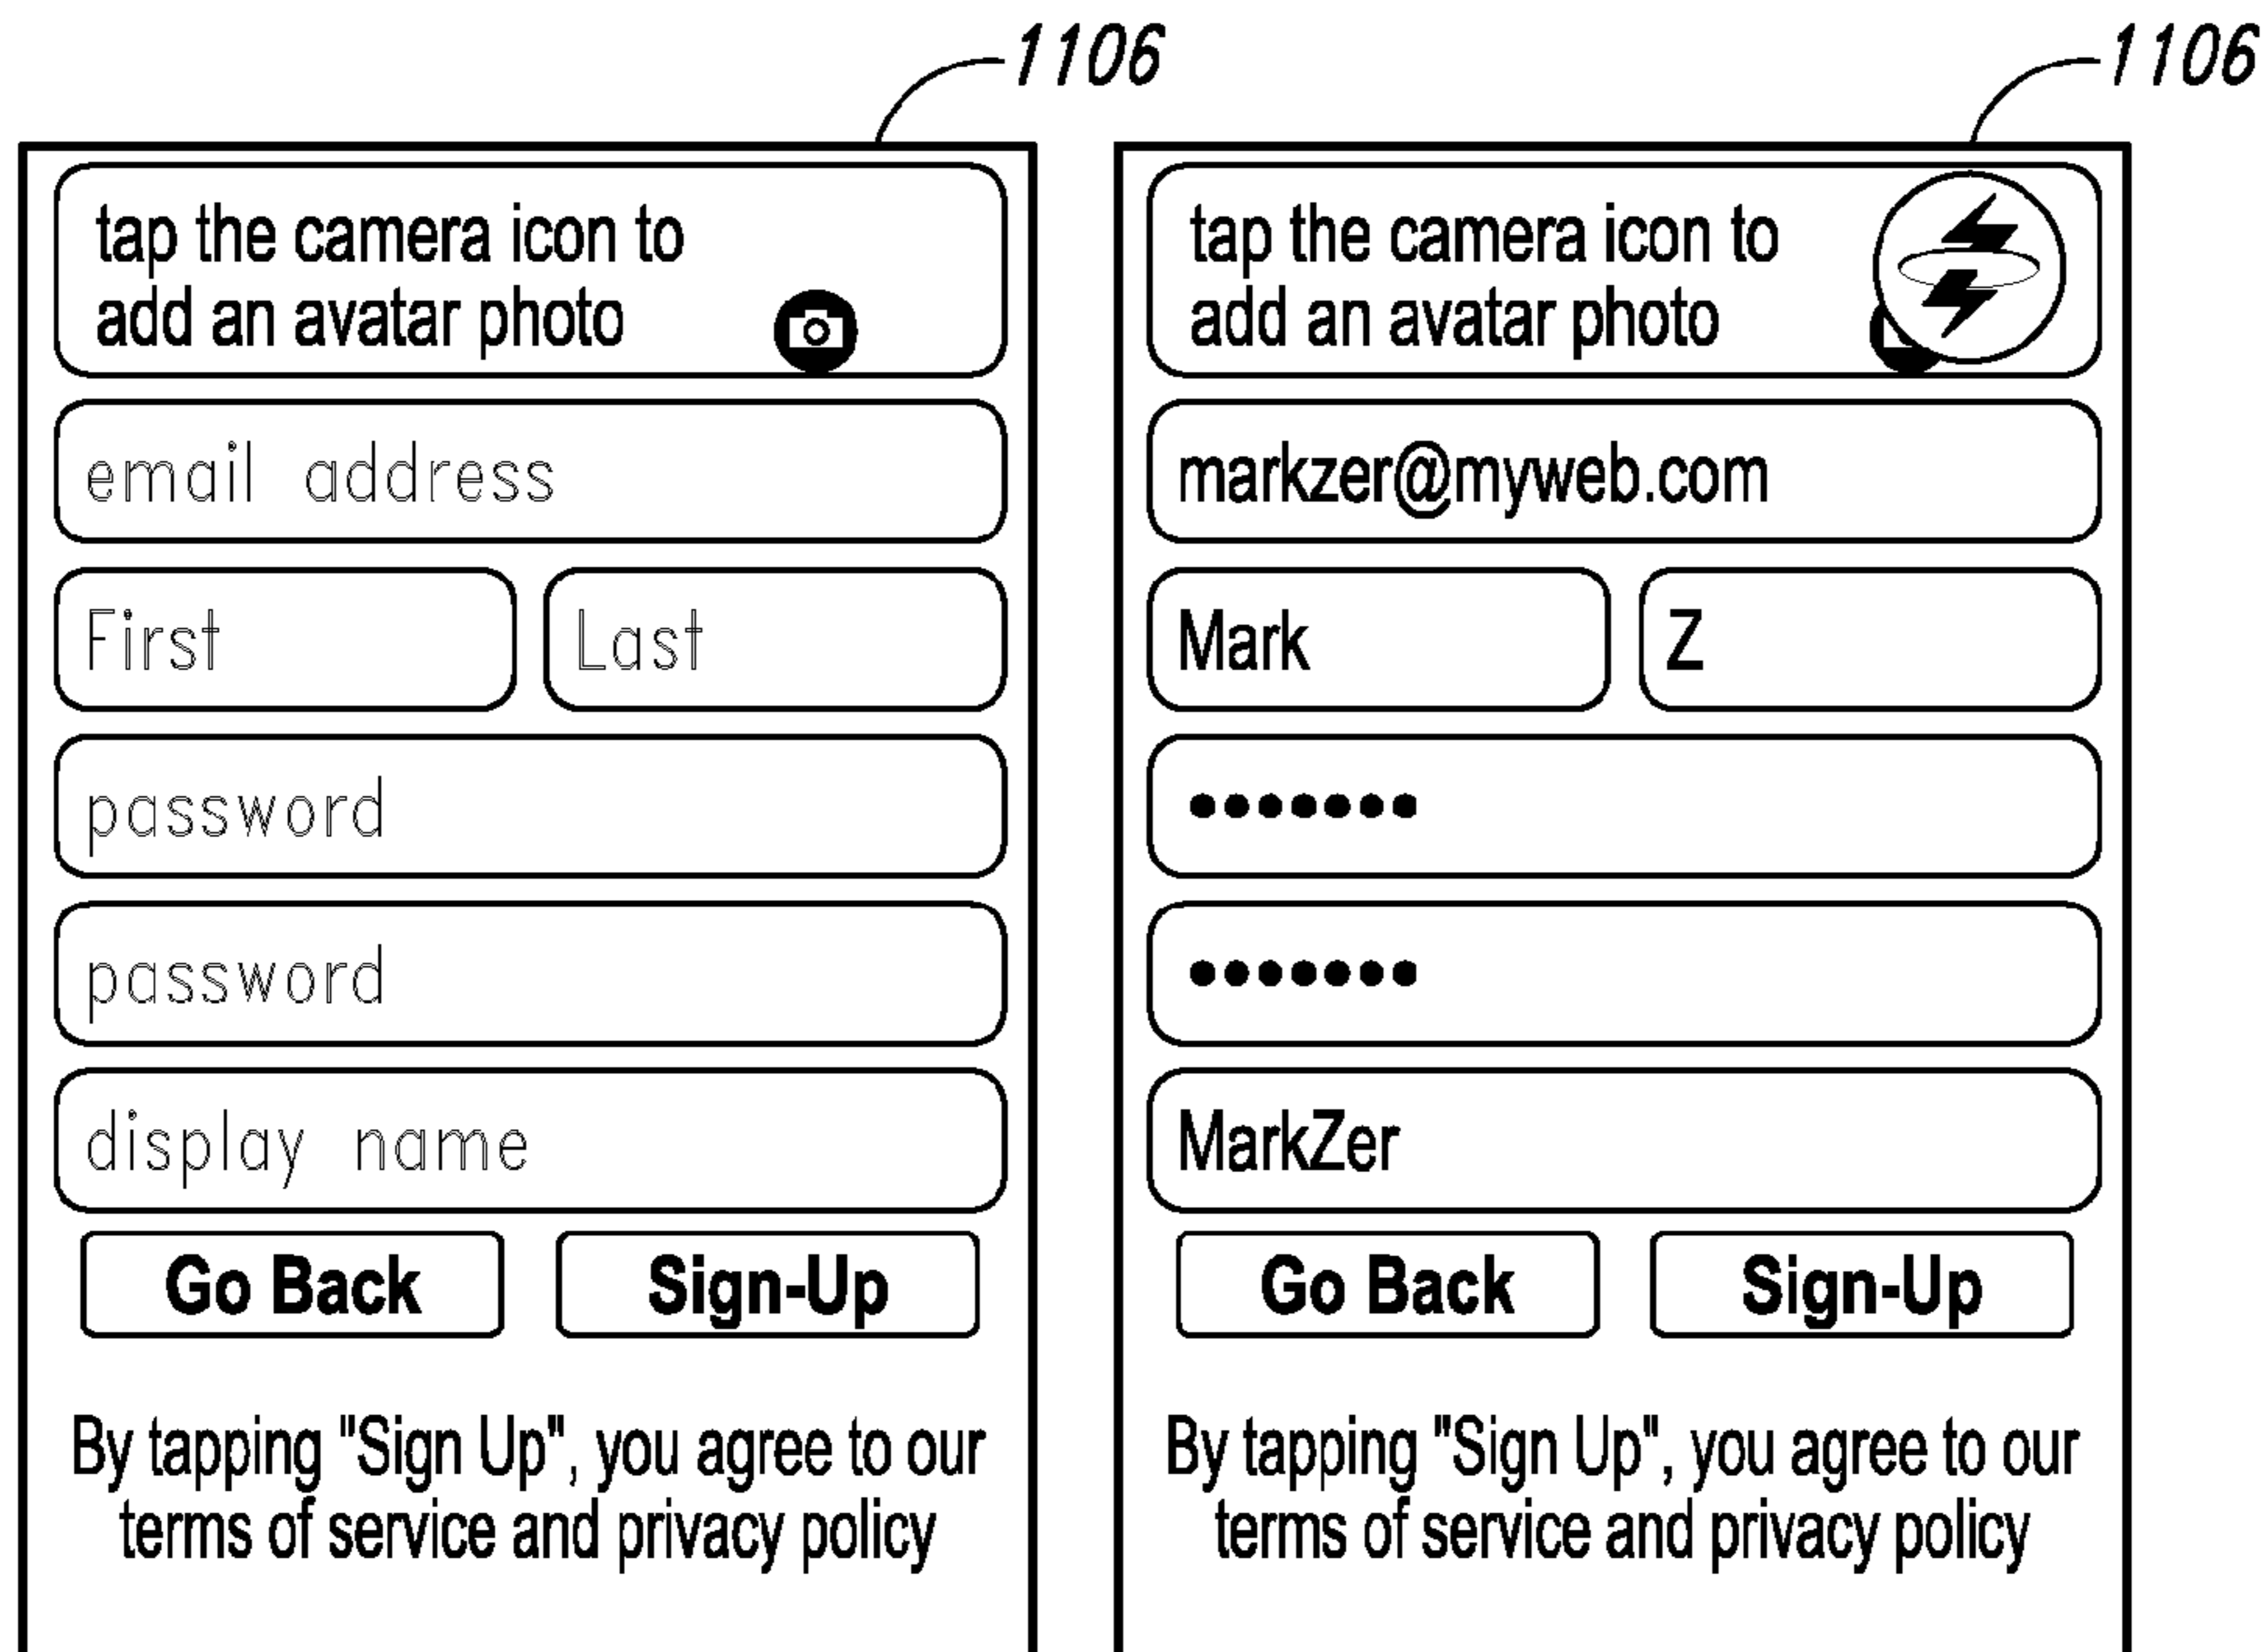 1106
tap the camera icon to
add an avatar photo
email address
First Last
password
password
display name
Go Back Sign-Up
By tapping "Sign Up", you agree to our
terms of service and privacy policy
1106
tap the camera icon to
add an avatar photo
markzer@myweb.com
Mark Z
•••••••
•••••••
MarkZer
Go Back Sign-Up
By tapping "Sign Up", you agree to our
terms of service and privacy policy